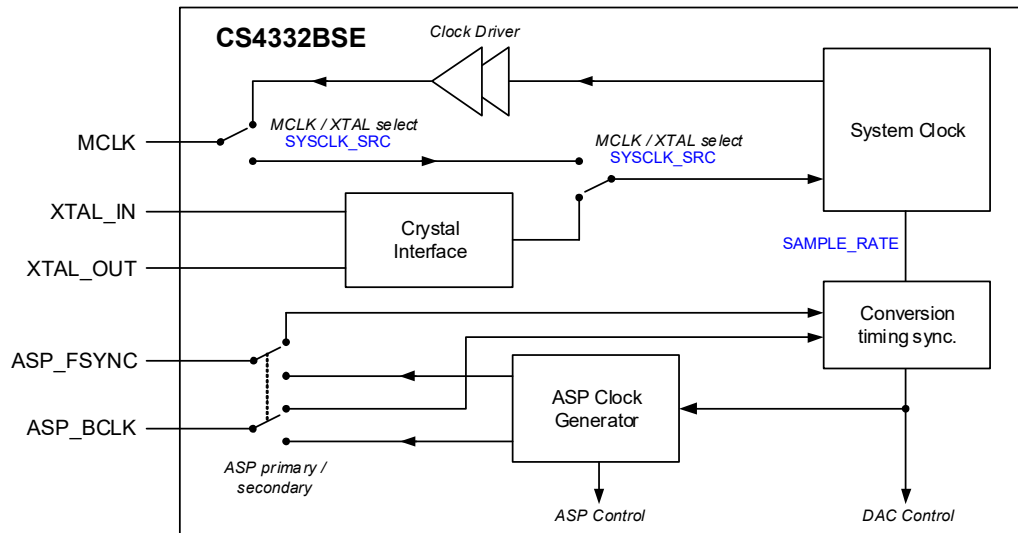 CS4332BSE
Clock Driver
MCLK
MCLK / XTAL select
SYSCLK_SRC
MCLK / XTAL select
SYSCLK_SRC
System Clock
XTAL_IN
XTAL_OUT
Crystal
Interface
SAMPLE_RATE
Conversion
timing sync.
ASP_FSYNC
ASP_BCLK
ASP Clock
Generator
ASP primary /
secondary
ASP Control
DAC Control